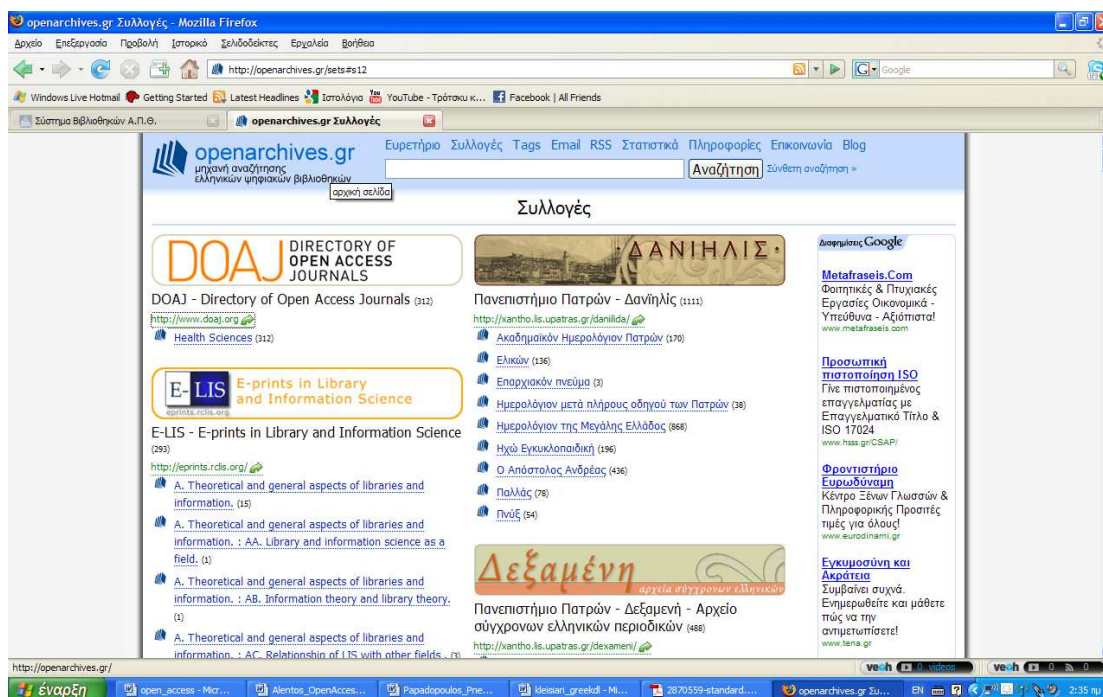 openarchives.gr Συλλογές - Mozilla Firefox
Αρχείο Επεξεργασία Προβολή Ιστορικό Σελιδοδείκτες Εργαλεία Βοήθεια
http://openarchives.gr/sets#s12
Google
Windows Live Hotmail Getting Started Latest Headlines Ιστολόγια YouTube - Τρότσκυ κ... Facebook | All Friends
Σύστημα Βιβλιοθηκών Α.Π.Θ. openarchives.gr Συλλογές
openarchives.gr
μηχανή αναζήτησης
ελληνικών ψηφιακών βιβλιοθηκών
αρχική σελίδα
Ευρετήριο Συλλογές Tags Email RSS Στατιστικά Πληροφορίες Επικοινωνία Blog
Αναζήτηση Σύνθετη αναζήτηση »
Συλλογές
DOAJ DIRECTORY OF
OPEN ACCESS
JOURNALS
DOAJ - Directory of Open Access Journals (312)
http://www.doaj.org
Health Sciences (312)
E-LIS
eprints.rclis.org
E-prints in Library
and Information Science
E-LIS - E-prints in Library and Information Science
(293)
http://eprints.rclis.org/
A. Theoretical and general aspects of libraries and
information. (15)
A. Theoretical and general aspects of libraries and
information. : AA. Library and information science as a
field. (1)
A. Theoretical and general aspects of libraries and
information. : AB. Information theory and library theory.
(1)
A. Theoretical and general aspects of libraries and
information. : AC. Relationship of LIS with other fields . (3)
·ΔΑΝΙΗΛΙΣ·
Πανεπιστήμιο Πατρών - Δανιηλίς (1111)
http://xantho.lis.upatras.gr/daniilida/
Ακαδημαϊκόν Ημερολόγιον Πατρών (170)
Ελικών (136)
Επαρχιακόν πνεύμα (3)
Ημερολόγιον μετά πλήρους οδηγού των Πατρών (38)
Ημερολόγιον της Μεγάλης Ελλάδος (868)
Ηχώ Εγκυκλοπαιδική (196)
Ο Απόστολος Ανδρέας (436)
Παλλάς (78)
Πνύξ (54)
Δεξαμένη
αρχεία σύγχρονων ελληνικών
Πανεπιστήμιο Πατρών - Δεξαμενή - Αρχείο
σύγχρονων ελληνικών περιοδικών (488)
http://xantho.lis.upatras.gr/dexameni/
Διαφημίσεις Google
Metafraseis.Com
Φοιτητικές & Πτυχιακές
Εργασίες Οικονομικά -
Υπεύθυνα - Αξιόπιστα!
www.metafraseis.com
Προσωπική
πιστοποίηση ISO
Γίνε πιστοποιημένος
επαγγελματίας με
Επαγγελματικό Τίτλο &
ISO 17024
www.hsss.gr/CSAP/
Φροντιστήριο
Ευρωδύναμη
Κέντρο Ξένων Γλωσσών &
Πληροφορικής Προσιτές
τιμές για όλους!
www.eurodinami.gr
Εγκυμοσύνη και
Ακράτεια
Συμβαίνει συχνά.
Ενημερωθείτε και μάθετε
πώς να την
αντιμετωπίσετε!
www.tena.gr
http://openarchives.gr/ veoh 0 videos veoh 0 0
έναρξη open_access - Micr... Alentos_OpenAcces... Papadopoulos_Pne... kleisiari_greekdl - Mi... 2870559-standard.... openarchives.gr Συ... EN 2:35 πμ